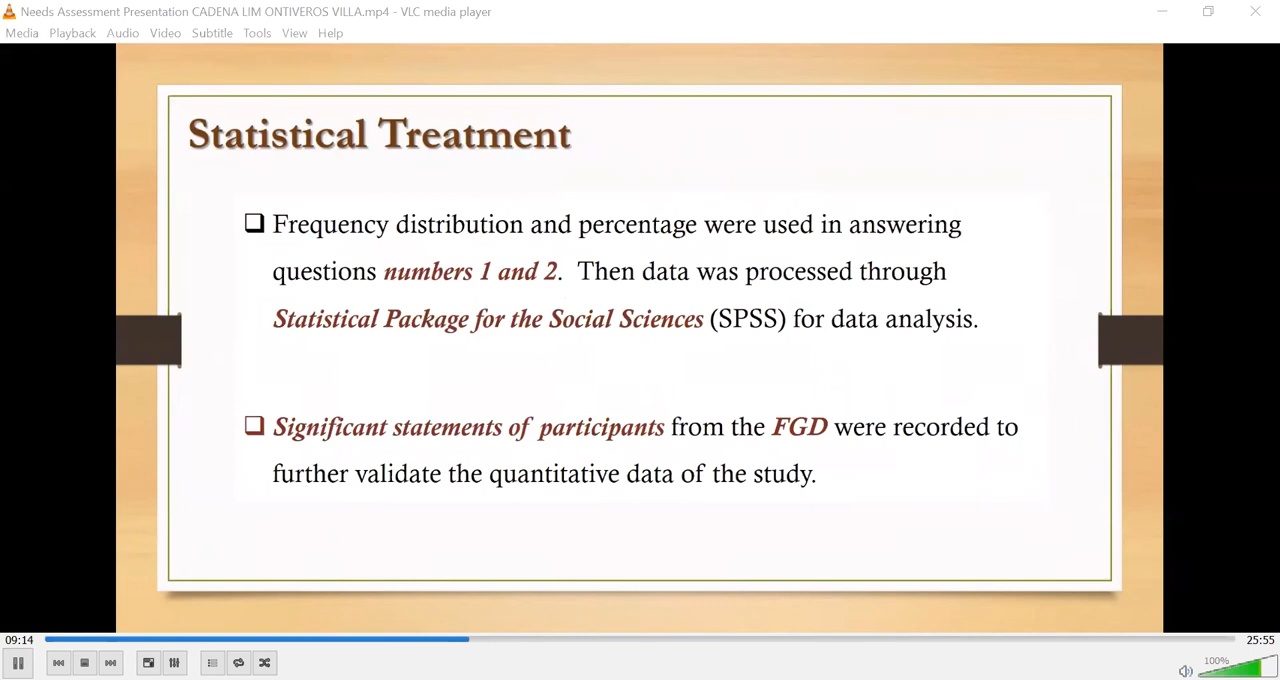 Needs Assessment Presentation CADENA LIM ONTIVEROS VILLA.mp4 - VLC media player
Media Playback Audio Video Subtitle Tools View Help
Statistical Treatment
Frequency distribution and percentage were used in answering
questions numbers 1 and 2. Then data was processed through
Statistical Package for the Social Sciences (SPSS) for data analysis.
Significant statements of participants from the FGD were recorded to
further validate the quantitative data of the study.
09:14
25:55
100%